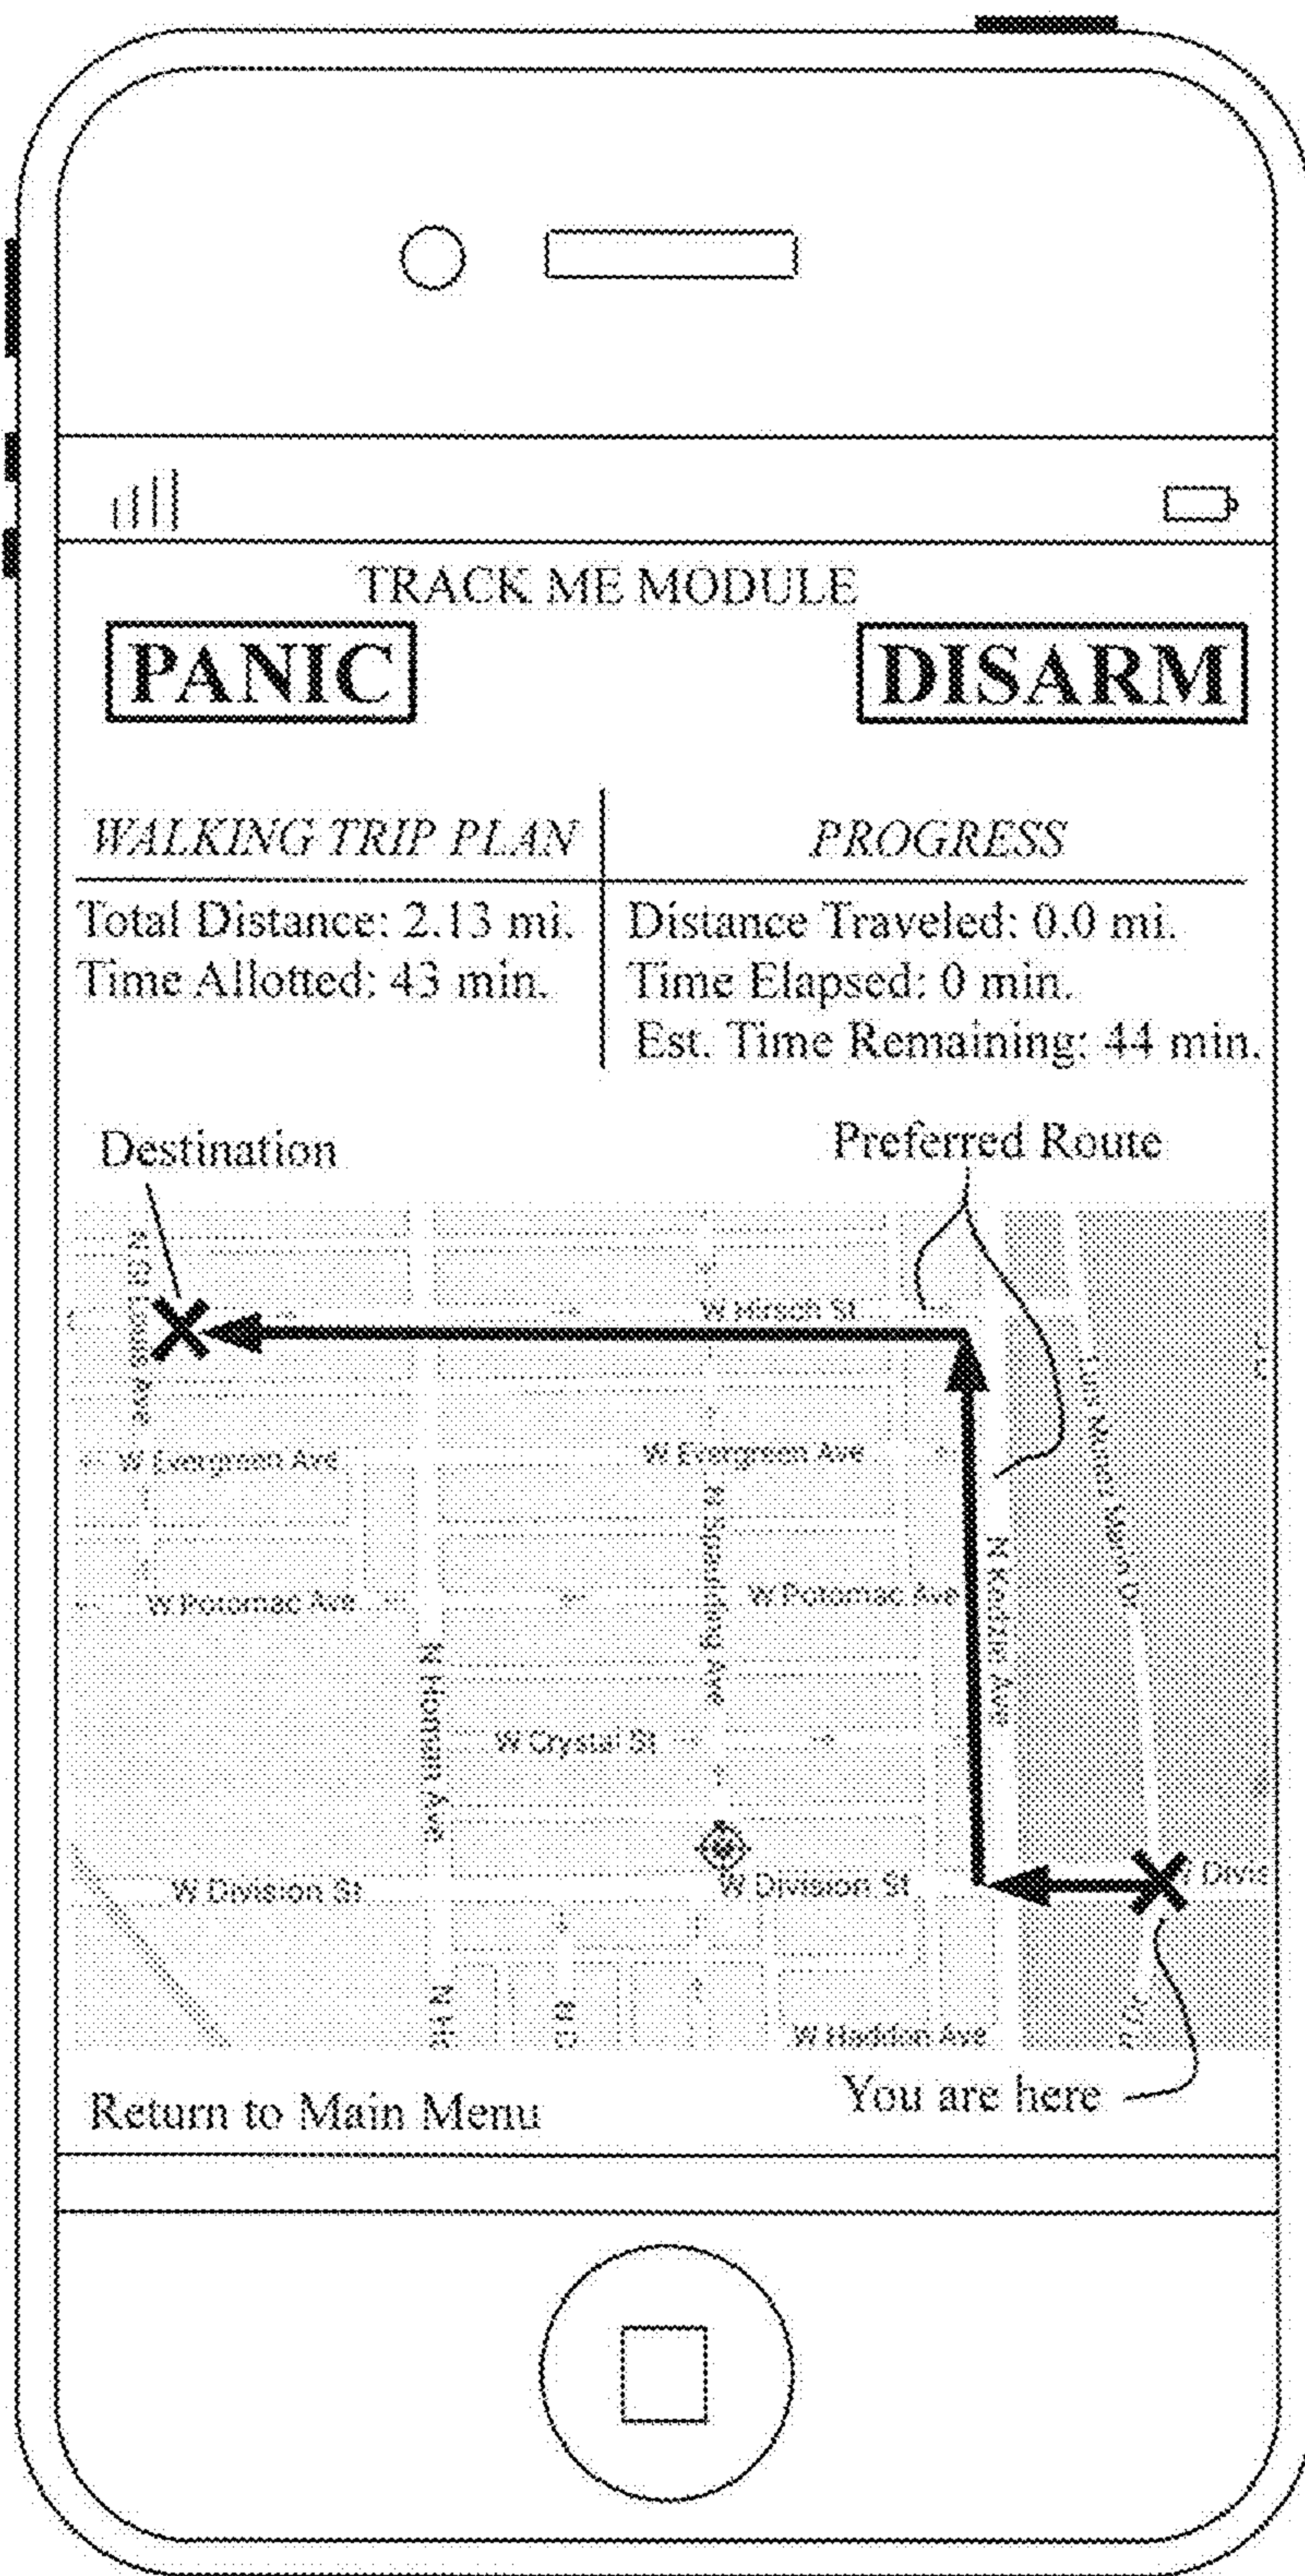 TRACK ME MODULE
PANIC
DISARM
WALKING TRIP PLAN
PROGRESS
Total Distance: 2.13 mi.
Time Allotted: 43 min.
Distance Traveled: 0.0 mi.
Time Elapsed: 0 min.
Est. Time Remaining: 44 min.
Destination
Preferred Route
W Hirsch St
W Evergreen Ave
W Evergreen Ave
N Spaulding Ave
W Potomac Ave
W Potomac Ave
N Kedzie Ave
N Homan Ave
W Crystal St
W Division St
W Division St
Divis
W Haddon Ave
You are here
Return to Main Menu